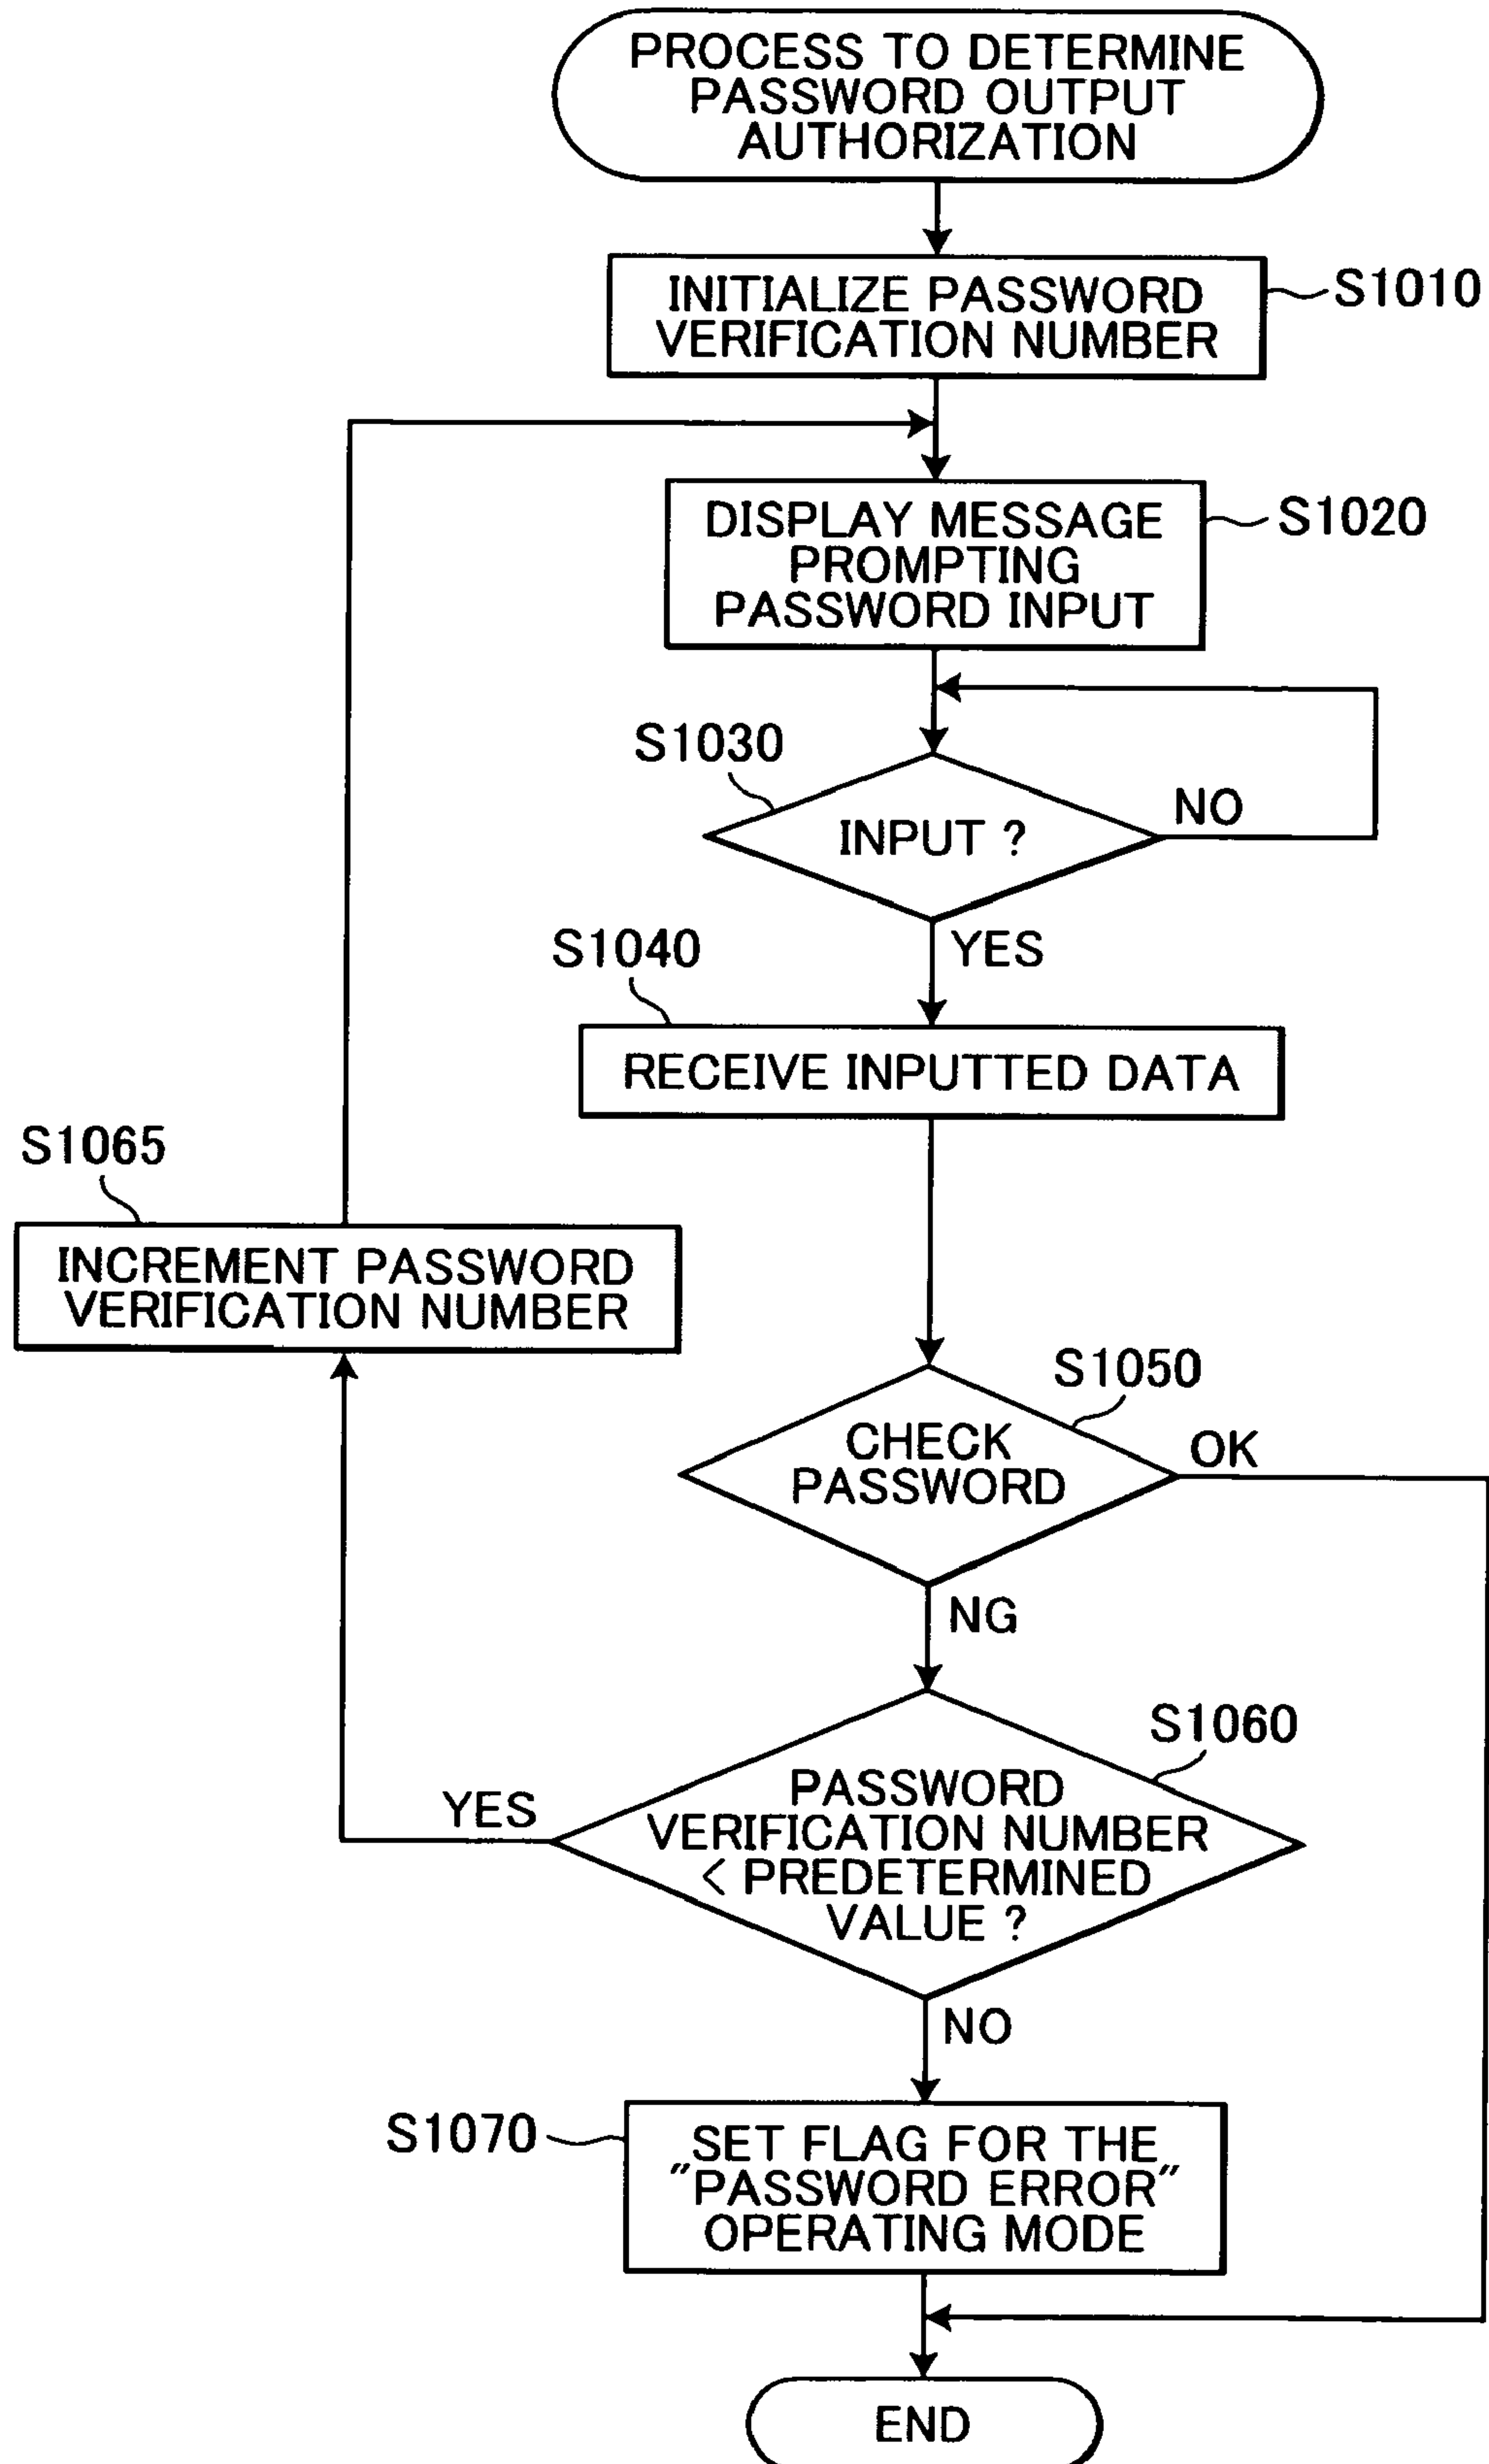 PROCESS TO DETERMINE
PASSWORD OUTPUT
AUTHORIZATION
INITIALIZE PASSWORD
VERIFICATION NUMBER
S1010
DISPLAY MESSAGE
PROMPTING
PASSWORD INPUT
S1020
S1030
INPUT ?
NO
YES
S1040
RECEIVE INPUTTED DATA
S1065
INCREMENT PASSWORD
VERIFICATION NUMBER
S1050
CHECK
PASSWORD
OK
NG
S1060
PASSWORD
VERIFICATION NUMBER
< PREDETERMINED
VALUE ?
YES
NO
S1070
SET FLAG FOR THE
"PASSWORD ERROR"
OPERATING MODE
END